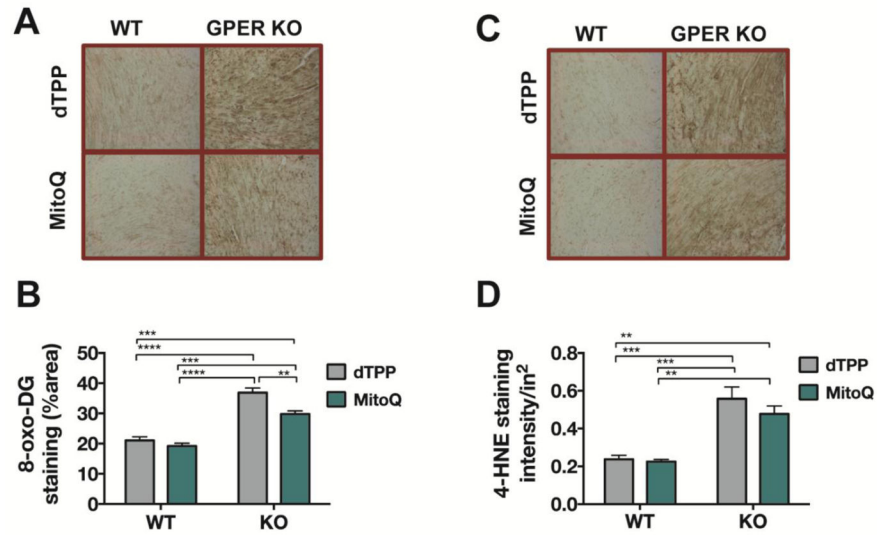 A
WT GPER KO
dTPP
MitoQ
C
WT GPER KO
dTPP
MitoQ
B
8-oxo-DG
staining (%area)
50
40
30
20
10
0
***
****
***
****
**
WT KO
dTPP
MitoQ
D
4-HNE staining
intensity/in2
0.8
0.6
0.4
0.2
0.0
**
***
***
**
WT KO
dTPP
MitoQ